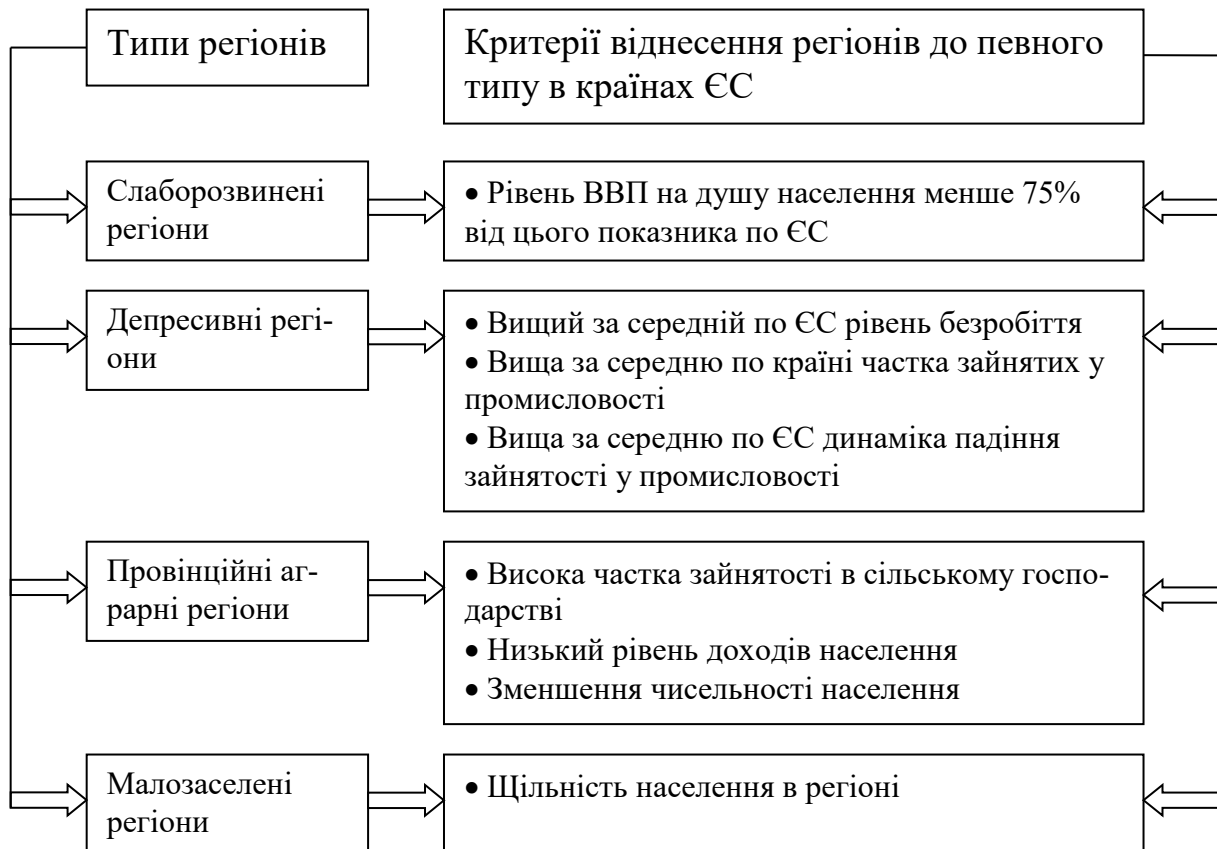 Типи регіонів
Критерії віднесення регіонів до певного
типу в країнах ЄС
Слаборозвинені
регіони
• Рівень ВВП на душу населення менше 75%
від цього показника по ЄС
Депресивні регі-
они
• Вищий за середній по ЄС рівень безробіття
• Вища за середню по країні частка зайнятих у
промисловості
• Вища за середню по ЄС динаміка падіння
зайнятості у промисловості
Провінційні аг-
рарні регіони
• Висока частка зайнятості в сільському госпо-
дарстві
• Низький рівень доходів населення
• Зменшення чисельності населення
Малозаселені
регіони
• Щільність населення в регіоні